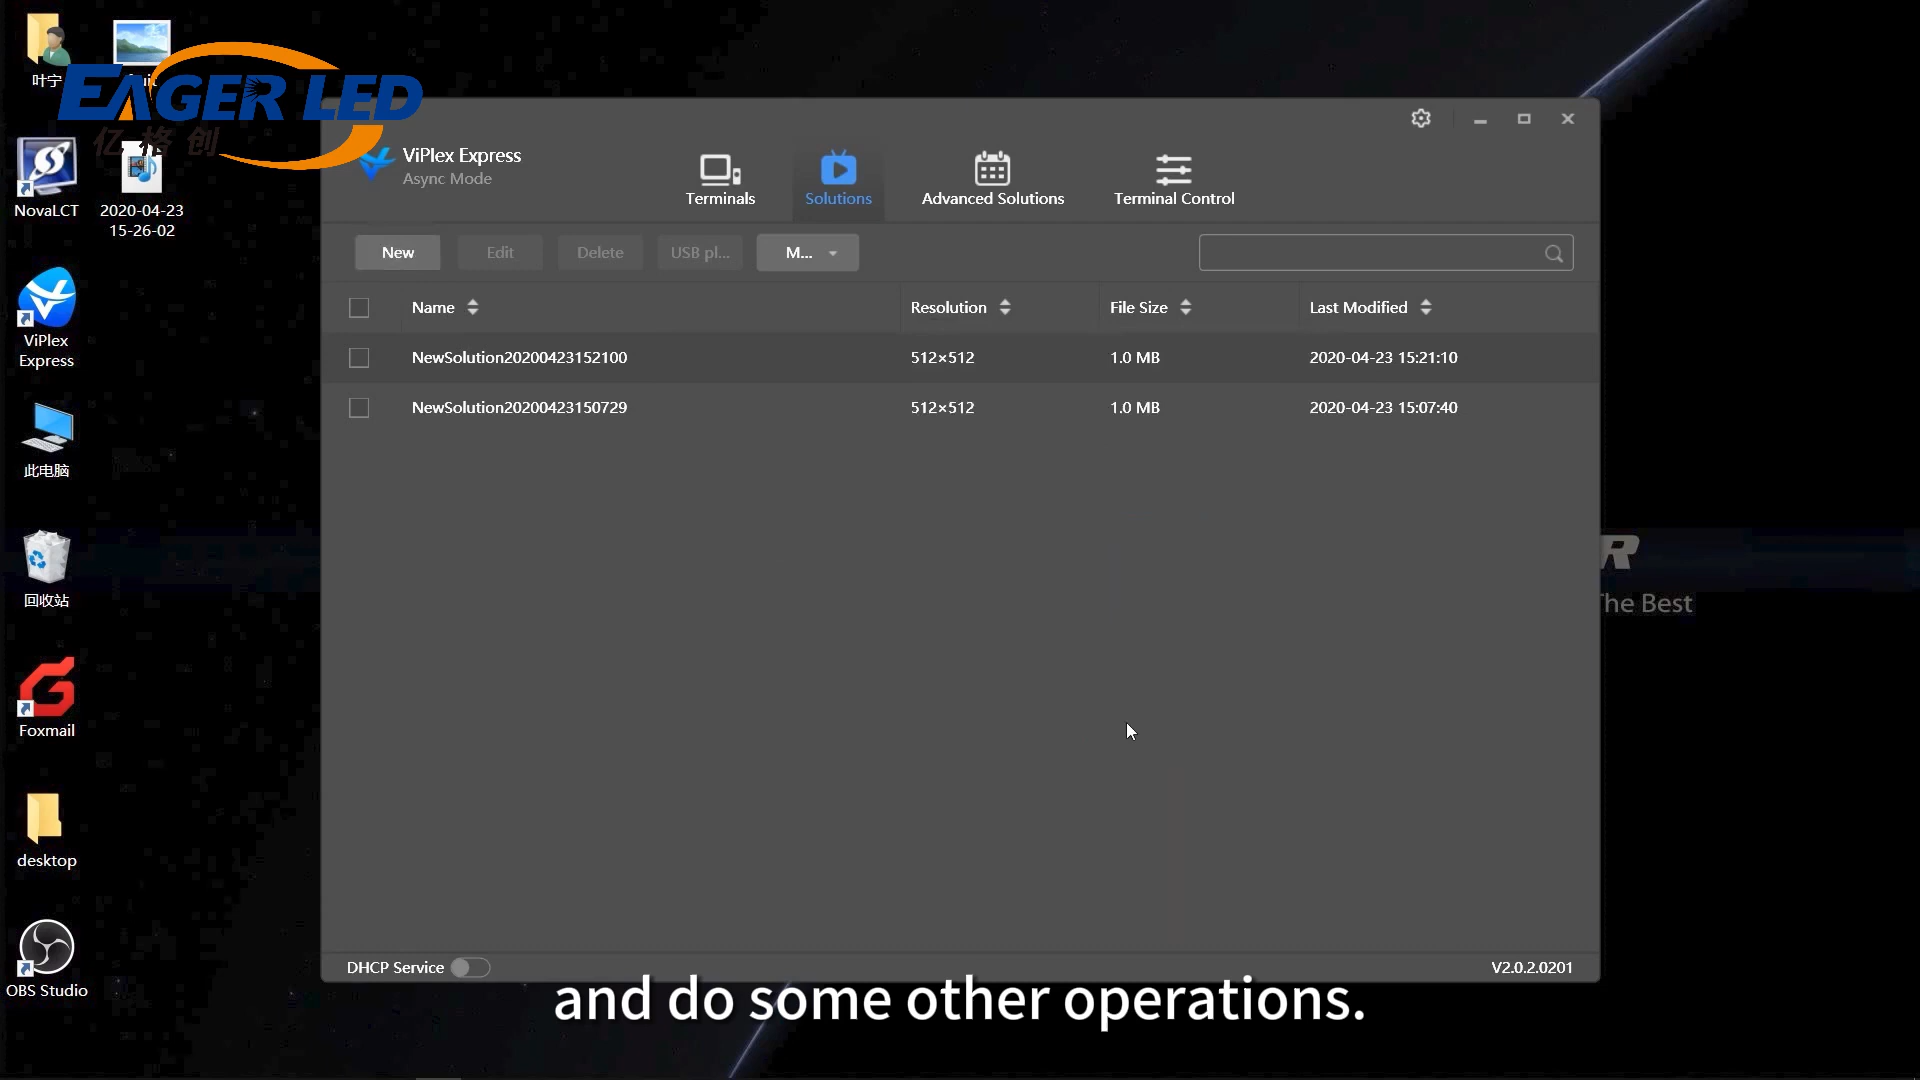 叶宁
EAGER LED
亿格创
NovaLCT
2020-04-23
15-26-02
ViPlex
Express
此电脑
回收站
Foxmail
desktop
OBS Studio
ViPlex Express
Async Mode
Terminals
Solutions
Advanced Solutions
Terminal Control
New
Edit
Delete
USB pl...
M...
Name
Resolution
File Size
Last Modified
NewSolution20200423152100
512×512
1.0 MB
2020-04-23 15:21:10
NewSolution20200423150729
512×512
1.0 MB
2020-04-23 15:07:40
R
The Best
DHCP Service
V2.0.2.0201
and do some other operations.